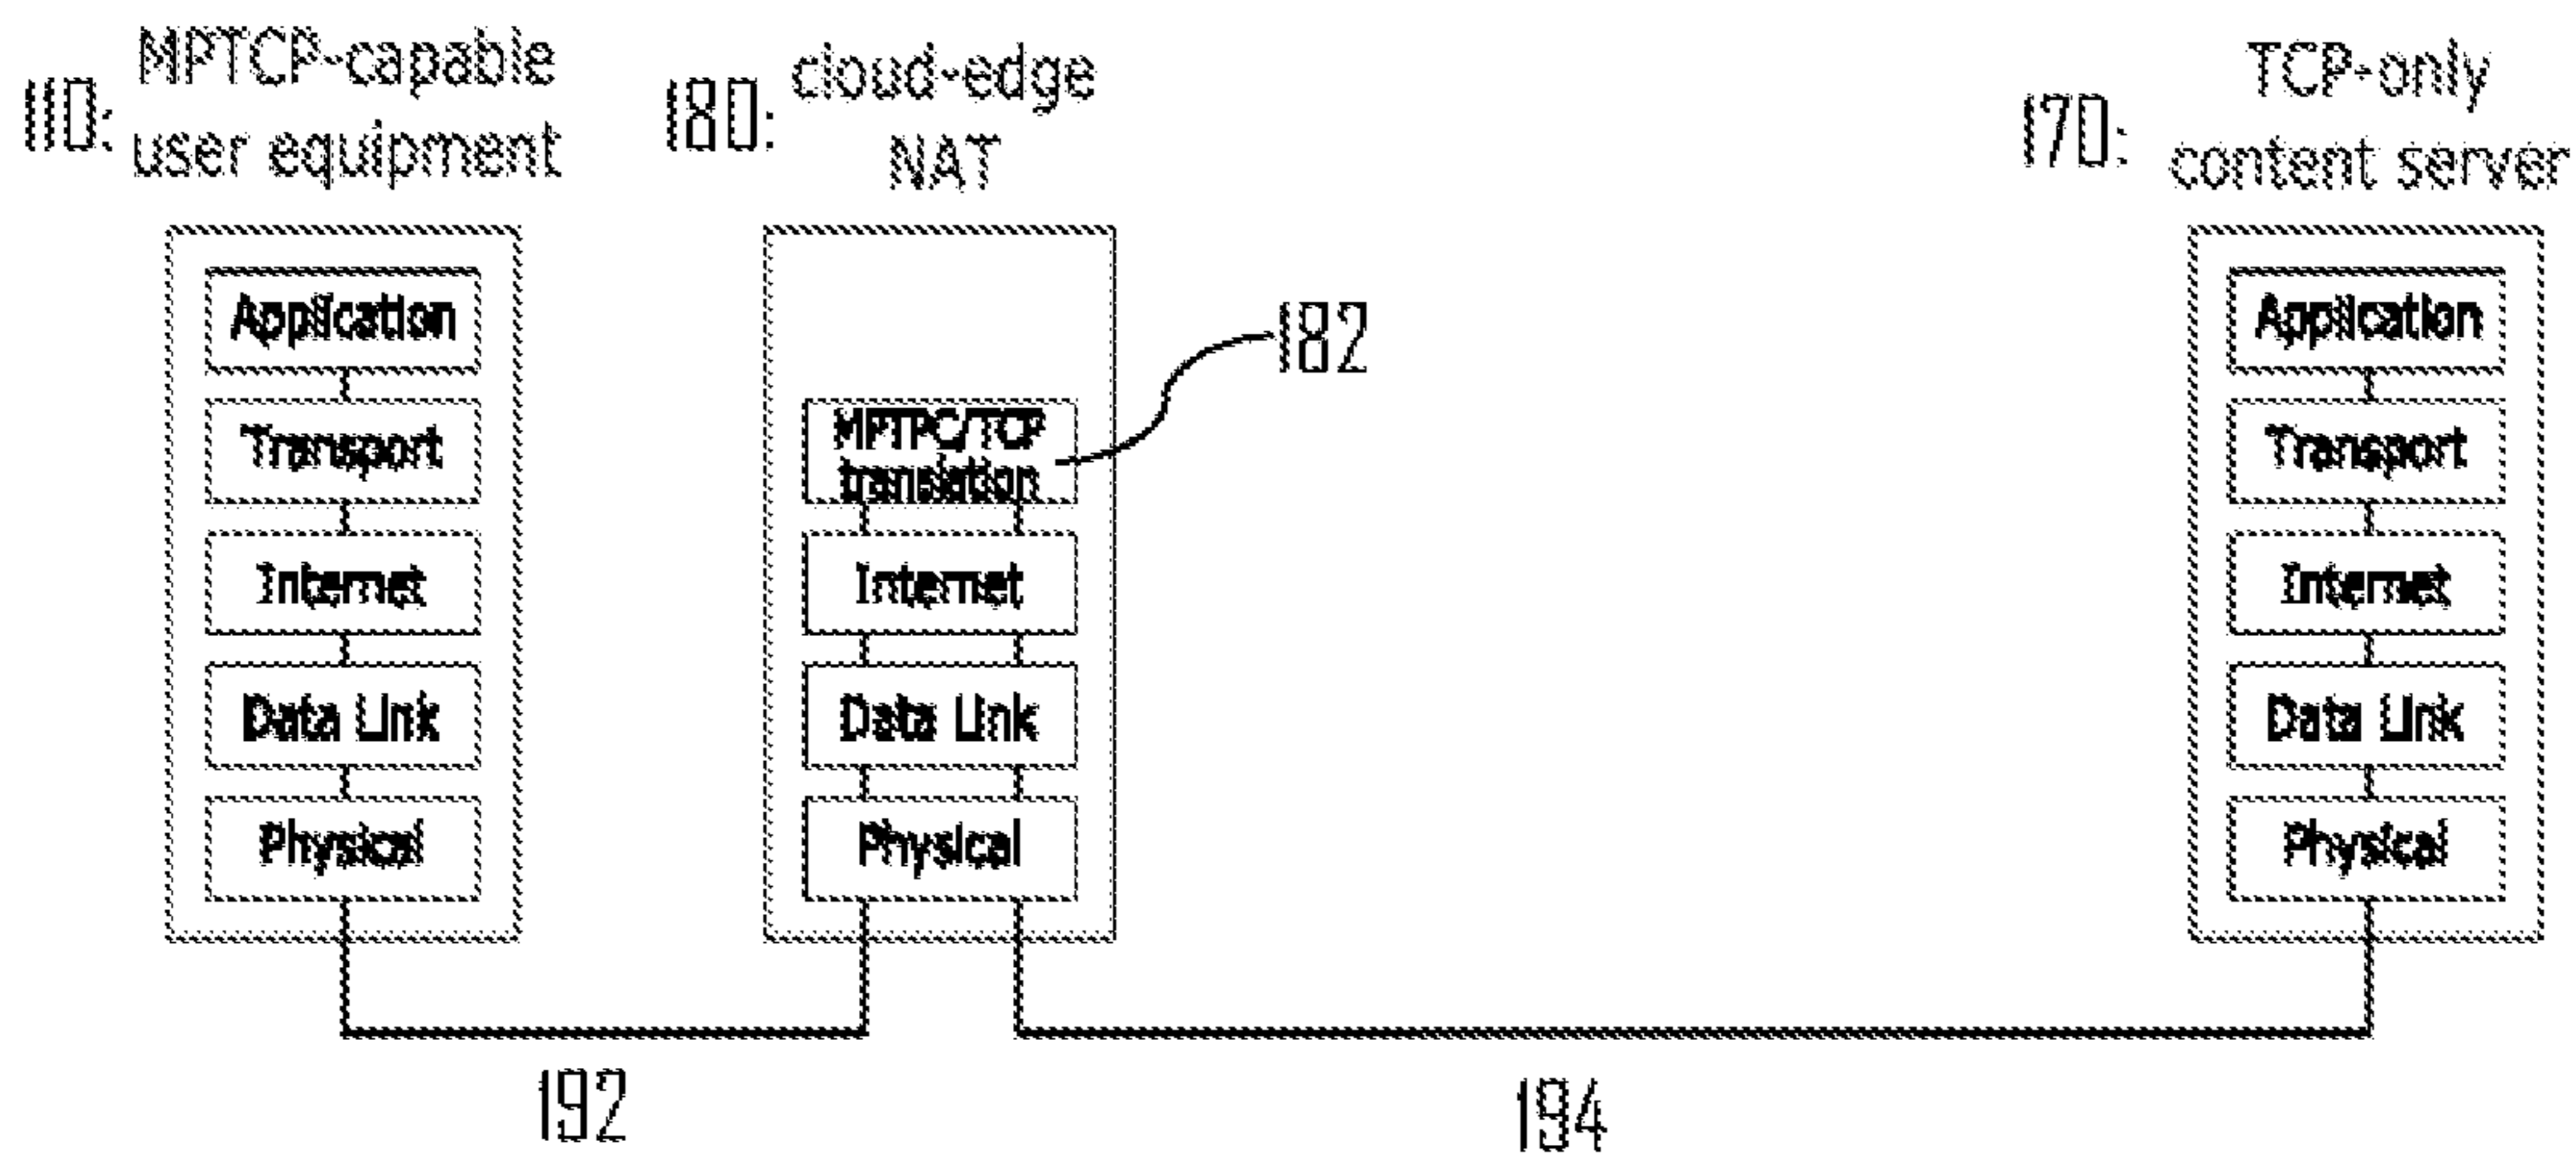 110:
MPTCP-capable
user equipment
180:
cloud-edge
NAT
170:
TCP-only
content server
Application
Transport
Internet
Data Link
Physical
MPTPC/TCP
translation
Internet
Data Link
Physical
182
Application
Transport
Internet
Data Link
Physical
192
194